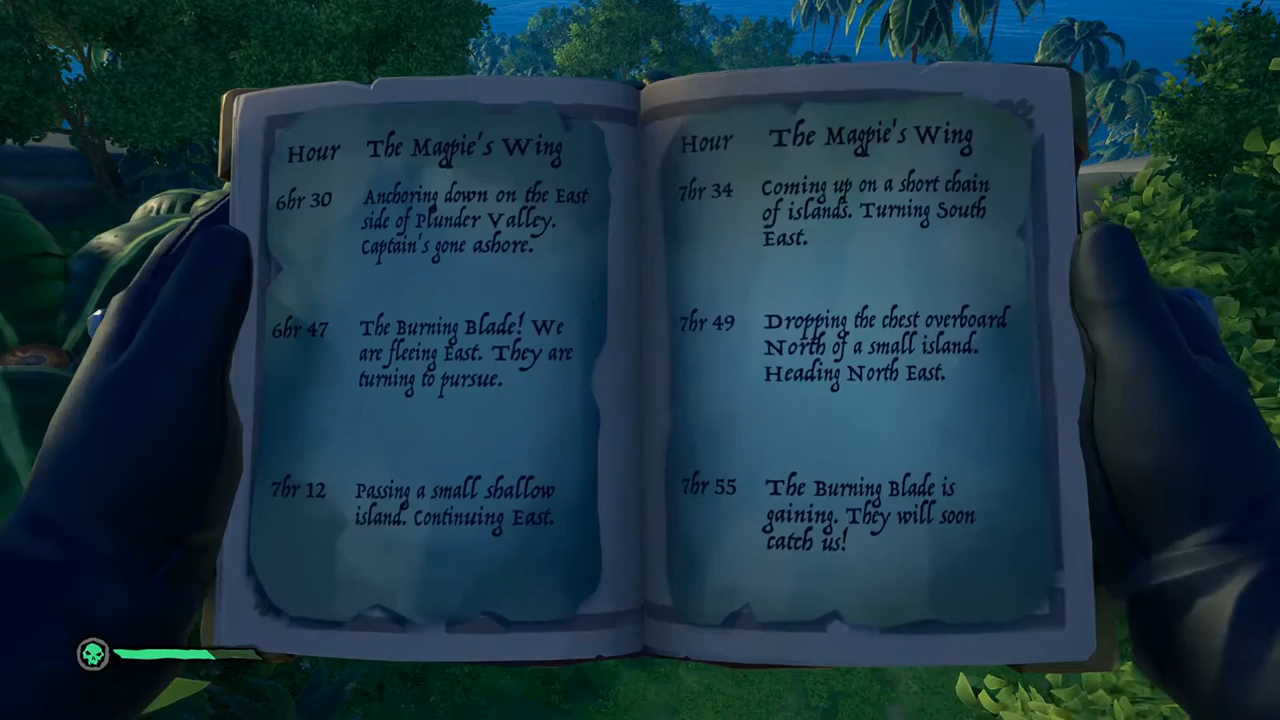 Hour The Magpie's Wing
6hr 30 Anchoring down on the East
side of Plunder Valley.
Captain's gone ashore.
6hr 47 The Burning Blade! We
are fleeing East. They are
turning to pursue.
7hr 12 Passing a small shallow
island. Continuing East.
Hour The Magpie's Wing
7hr 34 Coming up on a short chain
of islands. Turning South
East.
7hr 49 Dropping the chest overboard
North of a small island.
Heading North East.
7hr 55 The Burning Blade is
gaining. They will soon
catch us!